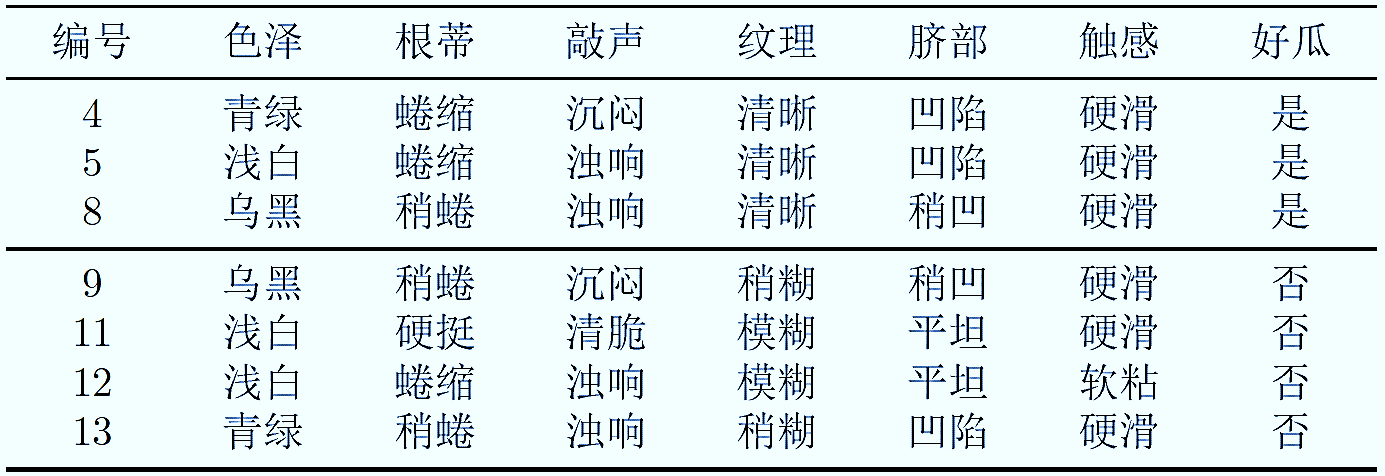 编号 色泽 根蒂 敲声 纹理 脐部 触感 好瓜
4 青绿 蜷缩 沉闷 清晰 凹陷 硬滑 是
5 浅白 蜷缩 浊响 清晰 凹陷 硬滑 是
8 乌黑 稍蜷 浊响 清晰 稍凹 硬滑 是
9 乌黑 稍蜷 沉闷 稍糊 稍凹 硬滑 否
11 浅白 硬挺 清脆 模糊 平坦 硬滑 否
12 浅白 蜷缩 浊响 模糊 平坦 软粘 否
13 青绿 稍蜷 浊响 稍糊 凹陷 硬滑 否